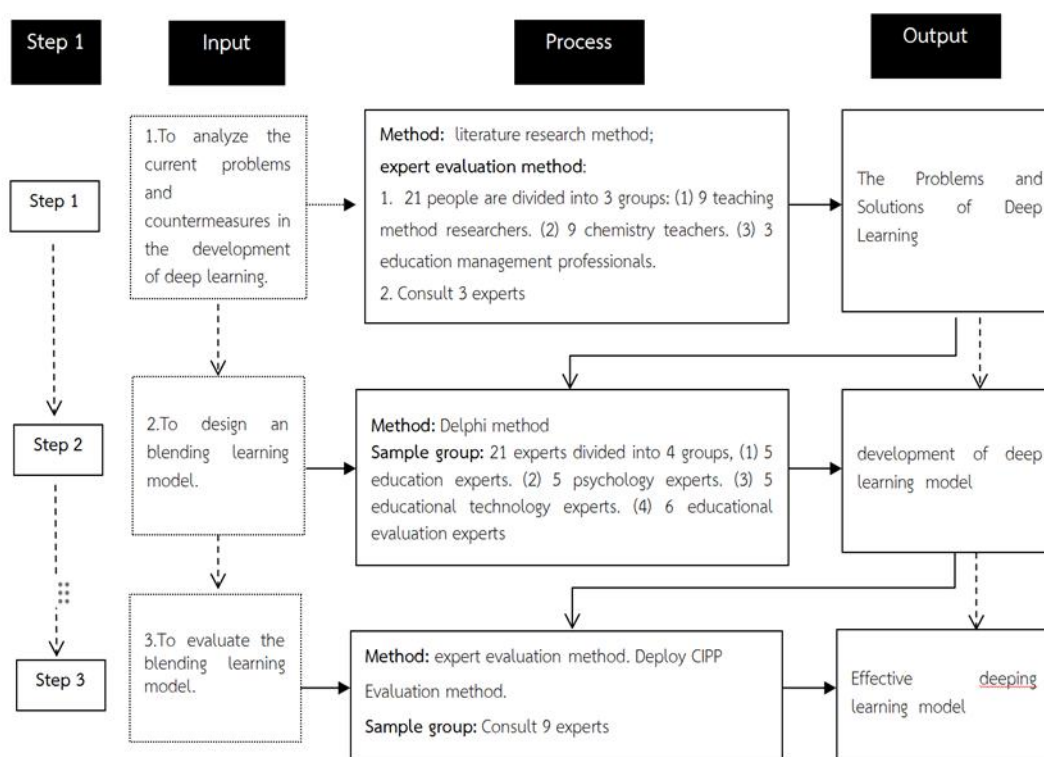 Step 1
Input
Process
Output
Step 1
1.To analyze the
current problems
and
countermeasures in
the development
of deep learning.
Method: literature research method;
expert evaluation method:
1. 21 people are divided into 3 groups: (1) 9 teaching
method researchers. (2) 9 chemistry teachers. (3) 3
education management professionals.
2. Consult 3 experts
The Problems and
Solutions of Deep
Learning
Step 2
2.To design an
blending learning
model.
Method: Delphi method
Sample group: 21 experts divided into 4 groups, (1) 5
education experts. (2) 5 psychology experts. (3) 5
educational technology experts. (4) 6 educational
evaluation experts
development of deep
learning model
Step 3
3.To evaluate the
blending learning
model.
Method: expert evaluation method. Deploy CIPP
Evaluation method.
Sample group: Consult 9 experts
Effective deeping
learning model